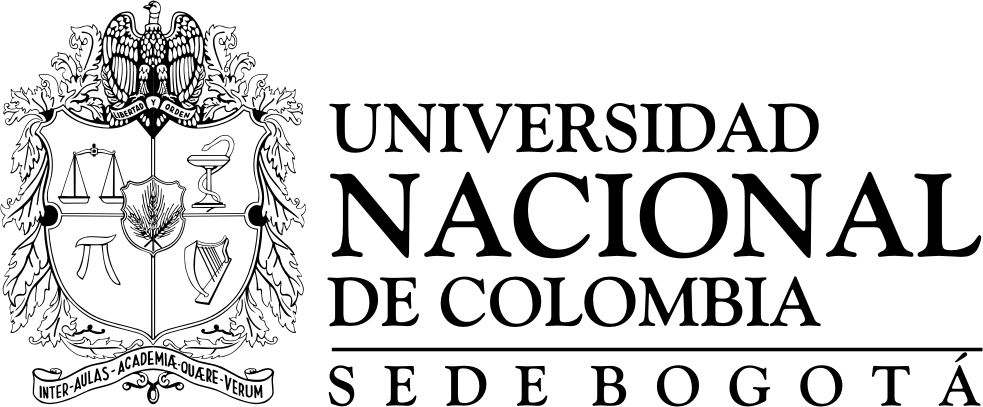 LIBERTAD Y ORDEN
INTER-AULAS-ACADEMIÆ-QUÆRE-VERUM
UNIVERSIDAD
NACIONAL
DE COLOMBIA
SEDE BOGOTÁ